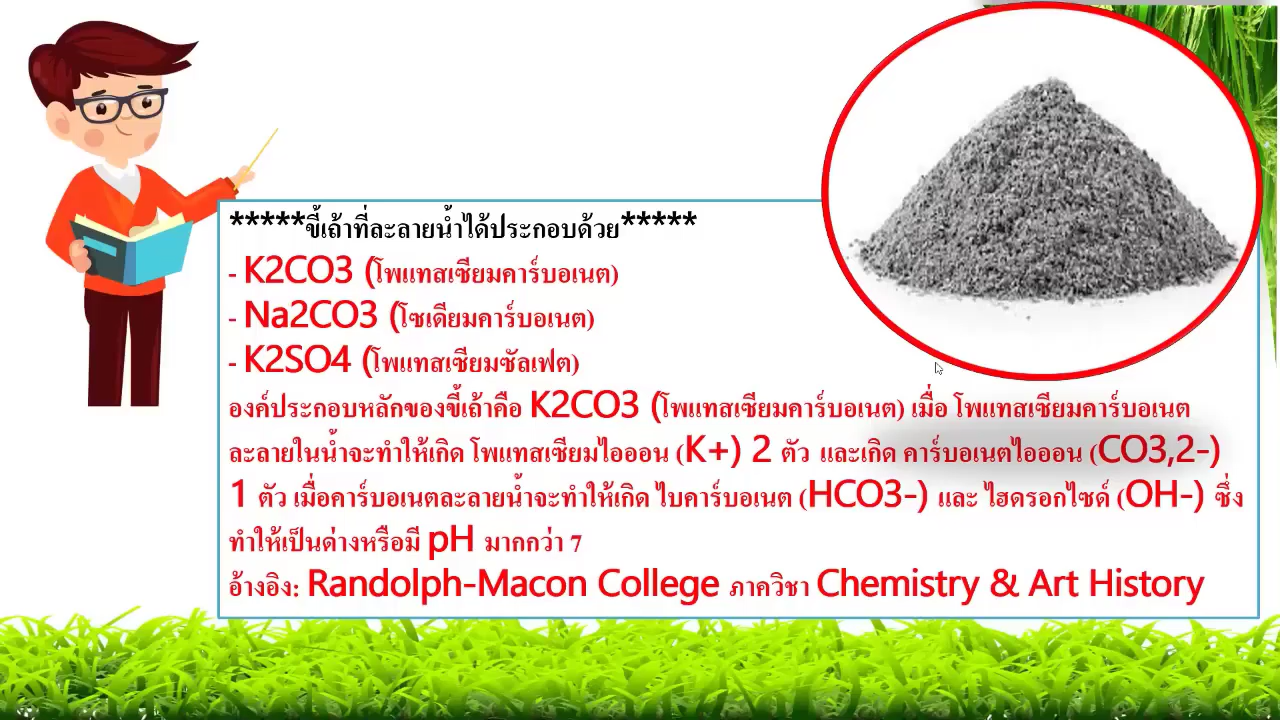 *****ขี้เถ้าที่ละลายน้ำได้ประกอบด้วย*****
- K2CO3 (โพแทสเซียมคาร์บอเนต)
- Na2CO3 (โซเดียมคาร์บอเนต)
- K2SO4 (โพแทสเซียมซัลเฟต)
องค์ประกอบหลักของขี้เถ้าคือ K2CO3 (โพแทสเซียมคาร์บอเนต) เมื่อ โพแทสเซียมคาร์บอเนต
ละลายในน้ำจะทำให้เกิด โพแทสเซียมไอออน (K+) 2 ตัว และเกิด คาร์บอเนตไอออน (CO3,2-)
1 ตัว เมื่อคาร์บอเนตละลายน้ำจะทำให้เกิด ไบคาร์บอเนต (HCO3-) และ ไฮดรอกไซด์ (OH-) ซึ่ง
ทำให้เป็นด่างหรือมี pH มากกว่า 7
อ้างอิง: Randolph-Macon College ภาควิชา Chemistry & Art History